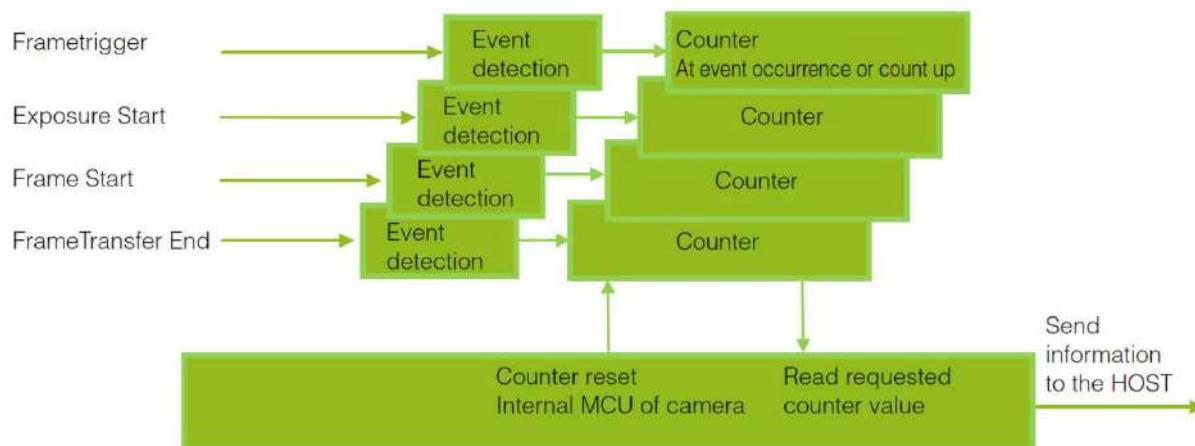 Frametrigger
Event
detection
Counter
At event occurrence or count up
Exposure Start
Event
detection
Counter
Frame Start
Event
detection
Counter
FrameTransfer End
Event
detection
Counter
Counter reset
Internal MCU of camera
Read requested
counter value
Send
information
to the HOST